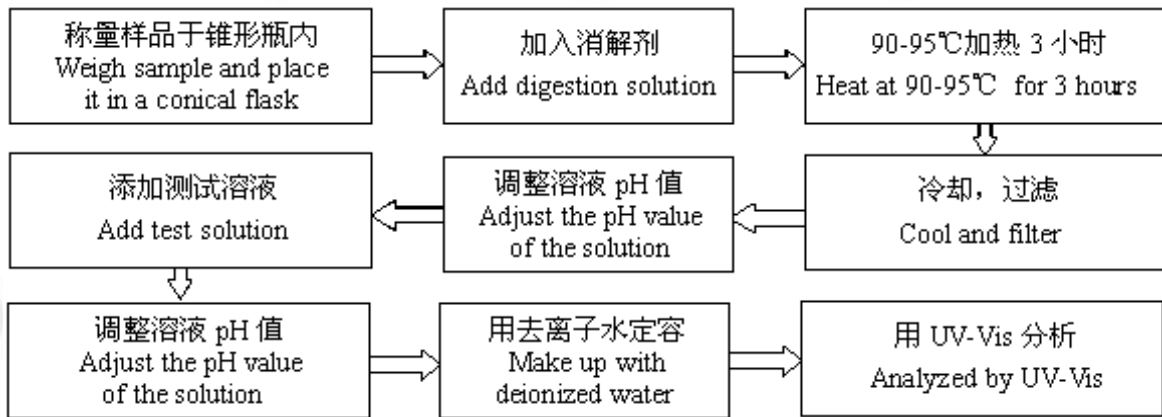 称量样品于锥形瓶内
Weigh sample and place
it in a conical flask
加入消解剂
Add digestion solution
90-95℃加热 3 小时
Heat at 90-95℃ for 3 hours
冷却，过滤
Cool and filter
调整溶液 pH 值
Adjust the pH value
of the solution
添加测试溶液
Add test solution
调整溶液 pH 值
Adjust the pH value
of the solution
用去离子水定容
Make up with
deionized water
用 UV-Vis 分析
Analyzed by UV-Vis